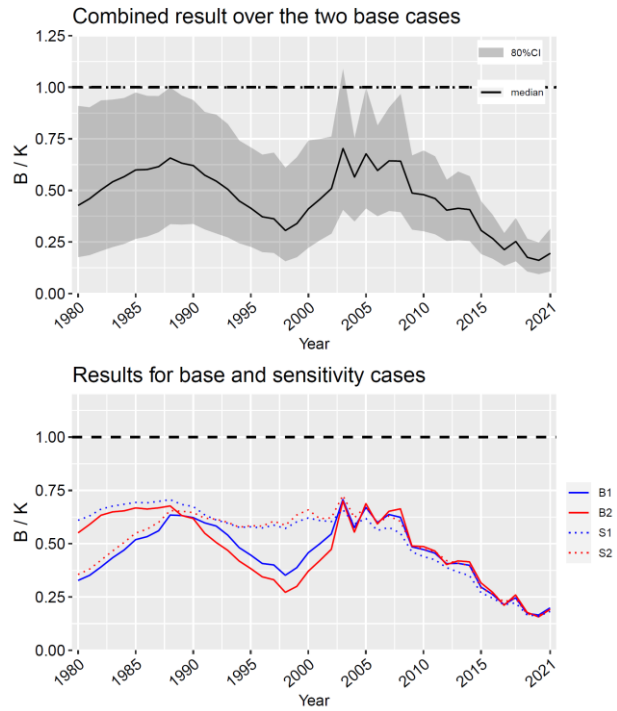 Combined result over the two base cases
1.25
1.00
0.75
0.50
0.25
0.00
B / K
80%CI
median
1980
1985
1990
1995
2000
2005
2010
2015
2021
Year
Results for base and sensitivity cases
1.00
0.75
0.50
0.25
0.00
B / K
B1
B2
S1
S2
1980
1985
1990
1995
2000
2005
2010
2015
2021
Year